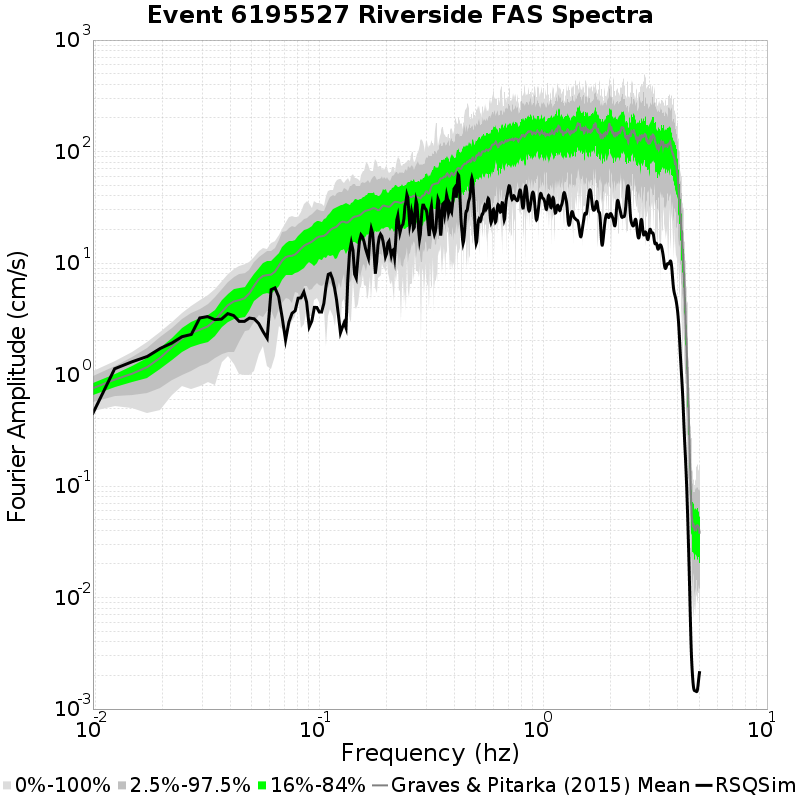 Event 6195527 Riverside FAS Spectra
10^3
10^2
10^1
10^0
10^-1
10^-2
10^-3
Fourier Amplitude (cm/s)
10^-2 10^-1 10^0 10^1
Frequency (hz)
0%-100% 2.5%-97.5% 16%-84% Graves & Pitarka (2015) Mean RSQSim